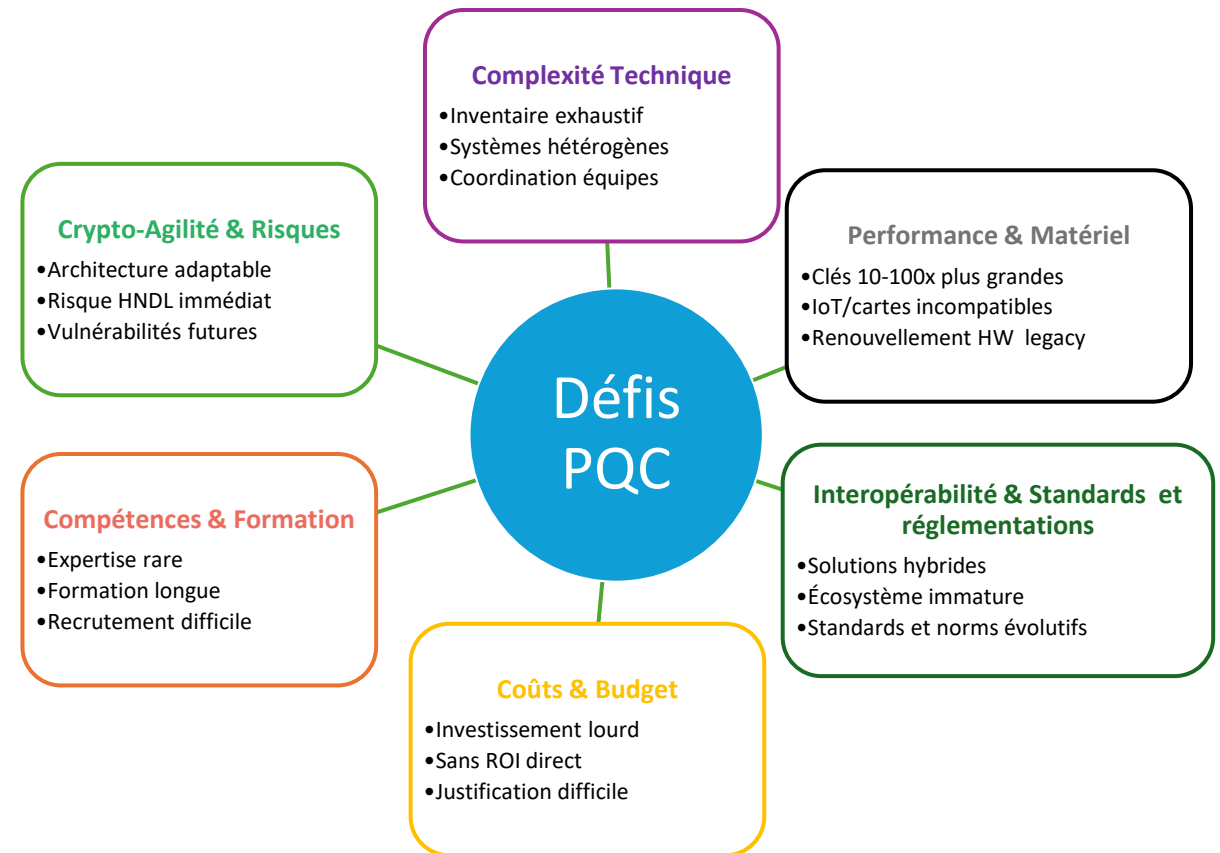 Complexité Technique
•Inventaire exhaustif
•Systèmes hétérogènes
•Coordination équipes
Crypto-Agilité & Risques
•Architecture adaptable
•Risque HNDL immédiat
•Vulnérabilités futures
Performance & Matériel
•Clés 10-100x plus grandes
•IoT/cartes incompatibles
•Renouvellement HW  legacy
Défis
PQC
Compétences & Formation
•Expertise rare
•Formation longue
•Recrutement difficile
Interopérabilité & Standards  et
réglementations
•Solutions hybrides
•Écosystème immature
•Standards et norms évolutifs
Coûts & Budget
•Investissement lourd
•Sans ROI direct
•Justification difficile